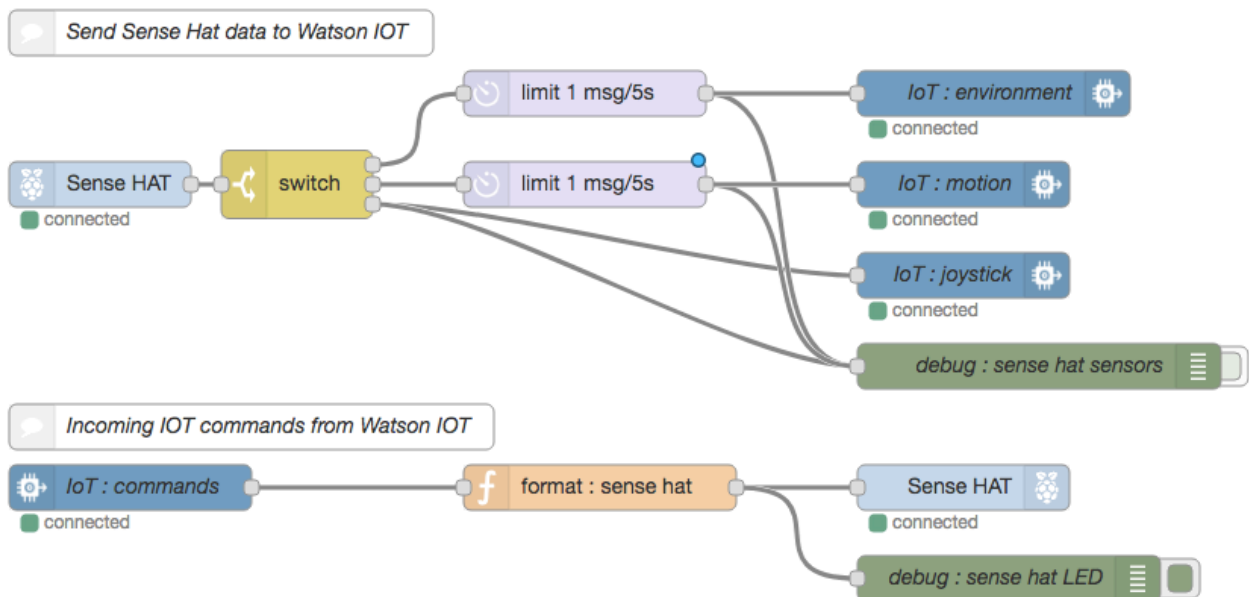 Send Sense Hat data to Watson IOT
limit 1 msg/5s
IoT : environment
connected
Sense HAT
connected
switch
limit 1 msg/5s
IoT : motion
connected
IoT : joystick
connected
debug : sense hat sensors
Incoming IOT commands from Watson IOT
IoT : commands
connected
format : sense hat
Sense HAT
connected
debug : sense hat LED